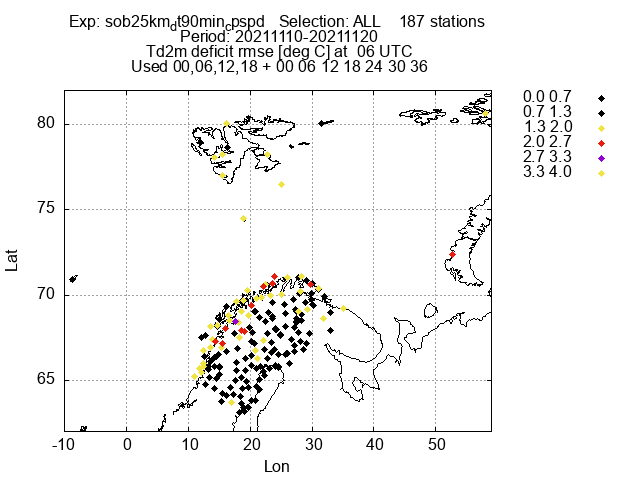 Exp: sob25km_dt90min_cpspd Selection: ALL 187 stations
Period: 20211110-20211120
Td2m deficit rmse [deg C] at 06 UTC
Used 00,06,12,18 + 00 06 12 18 24 30 36
0.0 0.7
0.7 1.3
1.3 2.0
2.0 2.7
2.7 3.3
3.3 4.0
80
75
70
65
Lat
-10 0 10 20 30 40 50
Lon